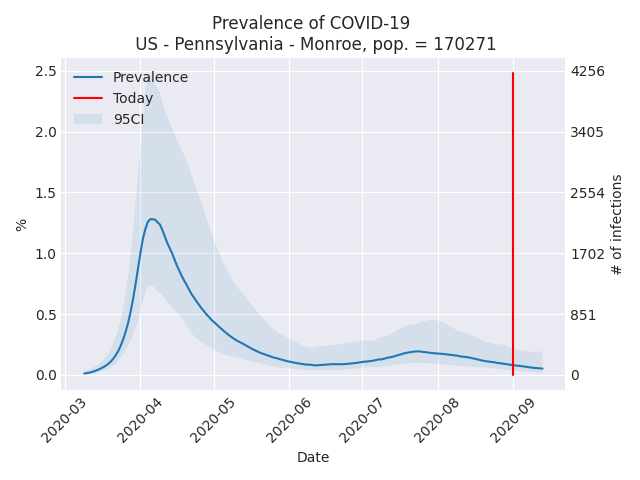 Prevalence of COVID-19
US - Pennsylvania - Monroe, pop. = 170271
Prevalence
Today
95CI
2.5
2.0
1.5
1.0
0.5
0.0
%
4256
3405
2554
1702
851
0
# of infections
2020-03
2020-04
2020-05
2020-06
2020-07
2020-08
2020-09
Date